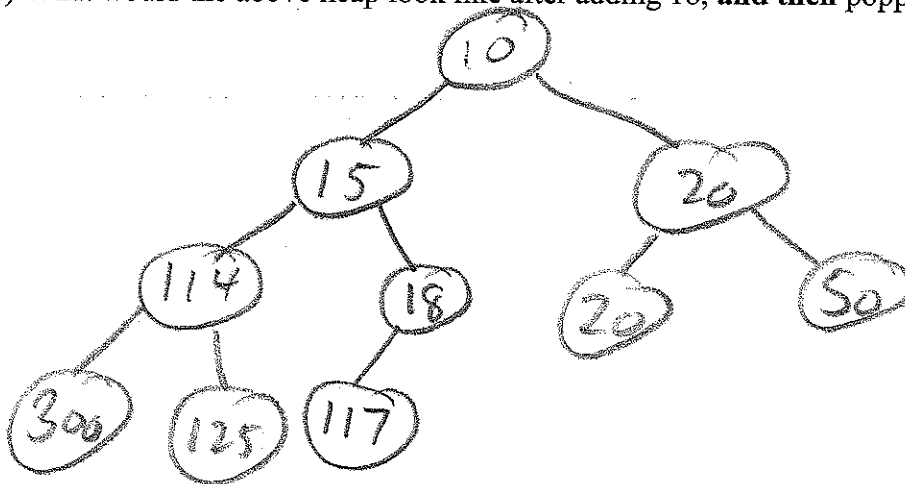 ) What would the above heap look like after adding 18, and then popp
10
15 20
114 18 20 50
300 125 117